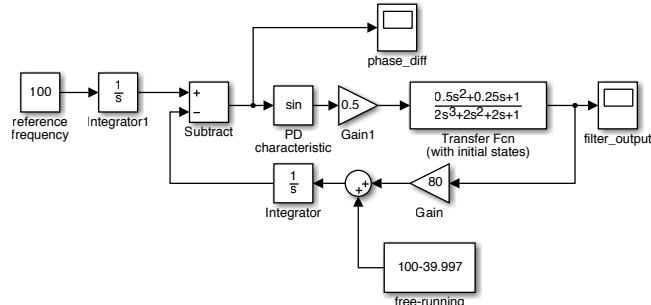 phase_diff
100
1
s
+
−
sin
0.5
0.5s²+0.25s+1
2s³+2s²+2s+1
reference
frequency
Integrator1
Subtract
PD
characteristic
Gain1
Transfer Fcn
(with initial states)
filter_output
1
s
+
+
80
Integrator
Gain
100-39.997
free-running